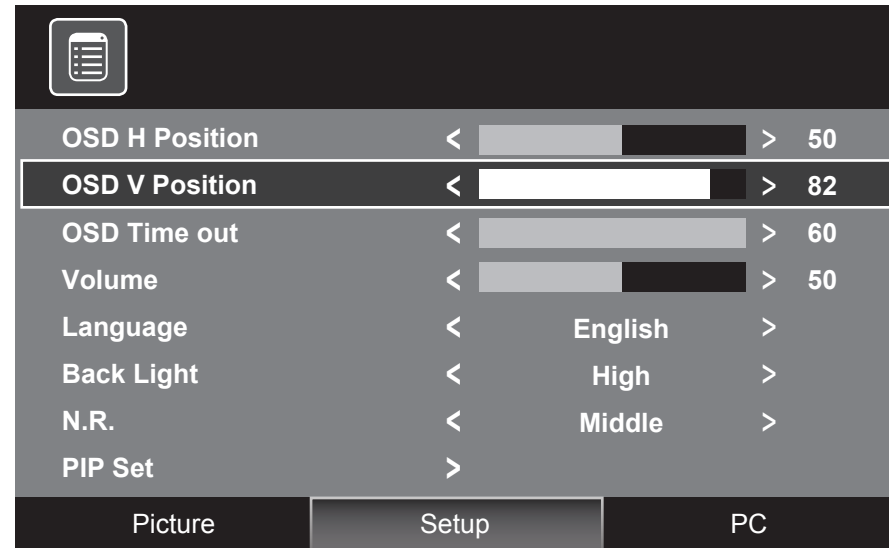 OSD H Position < > 50
OSD V Position < > 82
OSD Time out < > 60
Volume < > 50
Language < English >
Back Light < High >
N.R. < Middle >
PIP Set >
Picture Setup PC